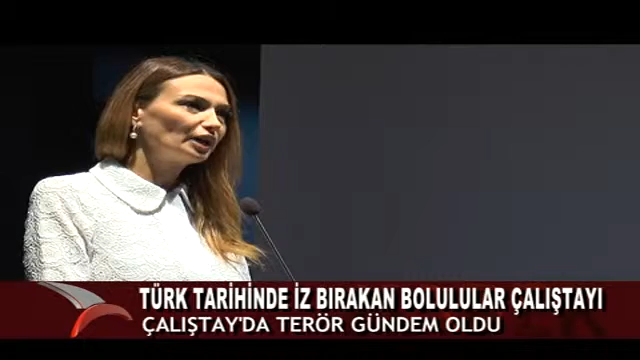 TÜRK TARİHİNDE İZ BIRAKAN BOLULULAR ÇALIŞTAYI
ÇALIŞTAY'DA TERÖR GÜNDEM OLDU